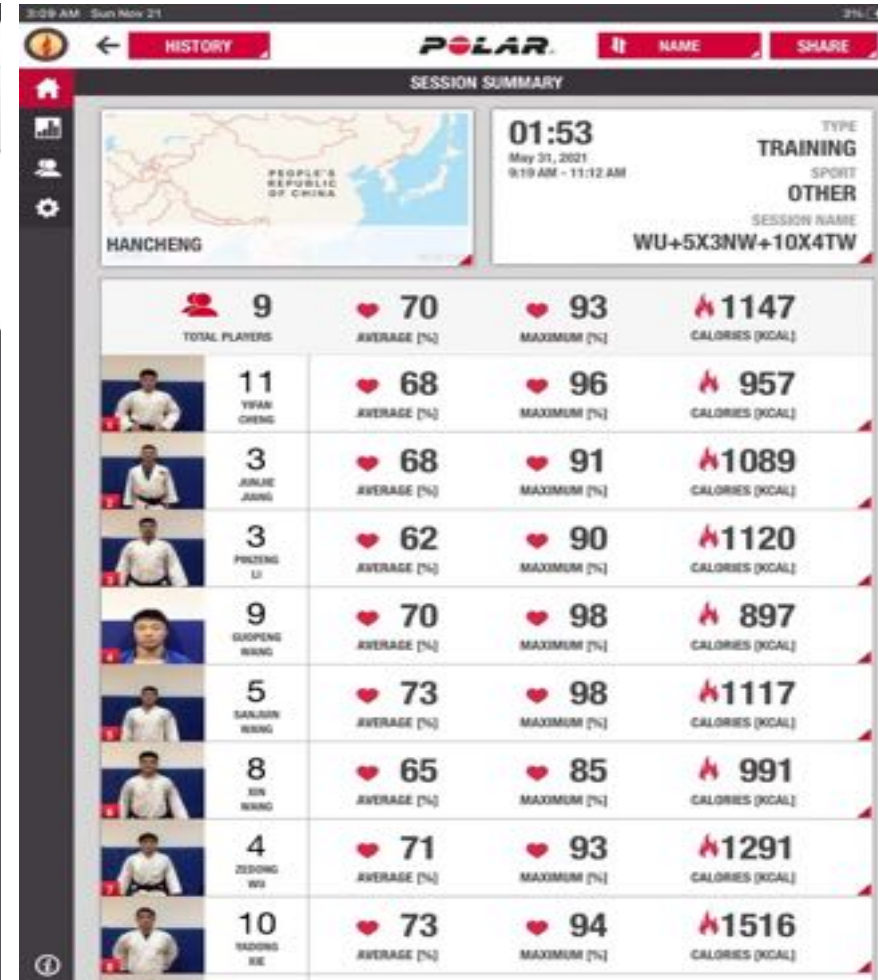 3:09 AM Sun Nov 21
HISTORY
POLAR
NAME
SHARE
SESSION SUMMARY
PEOPLE'S
REPUBLIC
OF CHINA
HANCHENG
01:53
May 31, 2021
9:19 AM - 11:12 AM
TYPE
TRAINING
SPORT
OTHER
SESSION NAME
WU+5X3NW+10X4TW
9 70 93 1147
TOTAL PLAYERS AVERAGE [%] MAXIMUM [%] CALORIES [KCAL]
11 68 96 957
YIFAN
CHENG
AVERAGE [%] MAXIMUM [%] CALORIES [KCAL]
3 68 91 1089
JUNJIE
JIANG
AVERAGE [%] MAXIMUM [%] CALORIES [KCAL]
3 62 90 1120
PINZENG
LI
AVERAGE [%] MAXIMUM [%] CALORIES [KCAL]
9 70 98 897
GUOPENG
WANG
AVERAGE [%] MAXIMUM [%] CALORIES [KCAL]
5 73 98 1117
SANJUN
WANG
AVERAGE [%] MAXIMUM [%] CALORIES [KCAL]
8 65 85 991
XIN
WANG
AVERAGE [%] MAXIMUM [%] CALORIES [KCAL]
4 71 93 1291
ZEDONG
WU
AVERAGE [%] MAXIMUM [%] CALORIES [KCAL]
10 73 94 1516
YADONG
XIE
AVERAGE [%] MAXIMUM [%] CALORIES [KCAL]